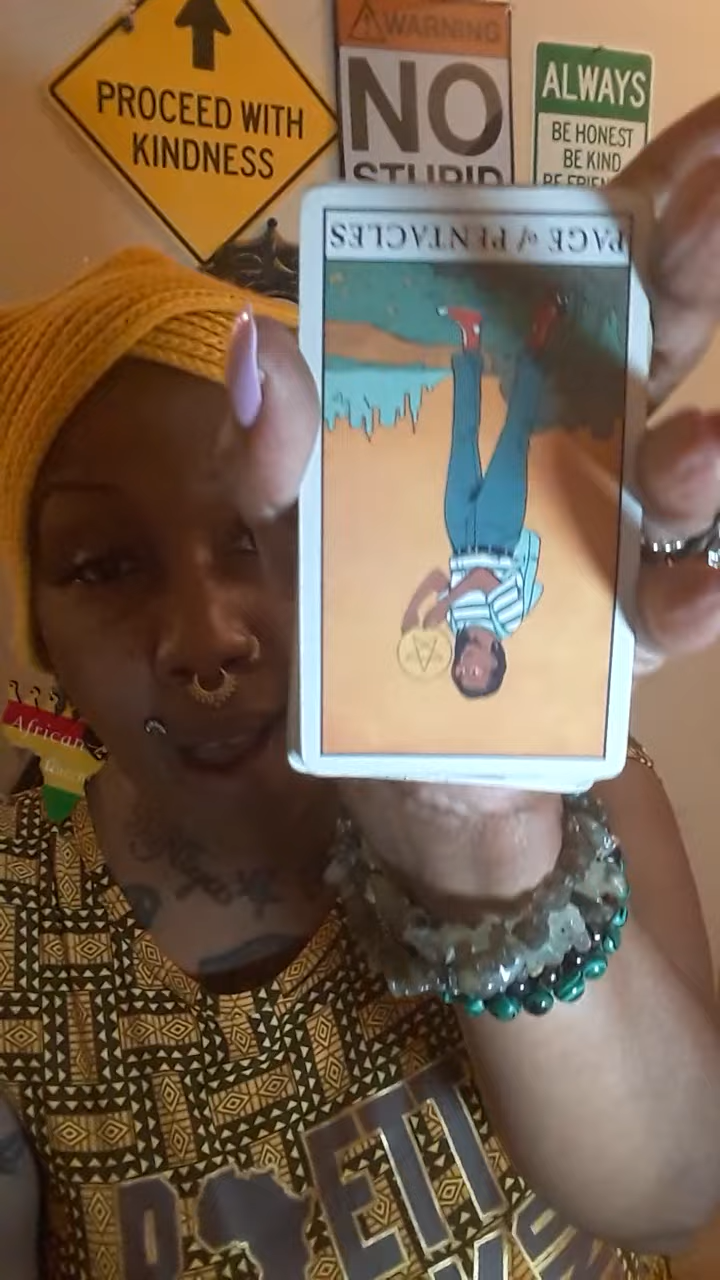 PROCEED WITH
KINDNESS
WARNING
NO
STUPID
ALWAYS
BE HONEST
BE KIND
PAGE of PENTACLES
African